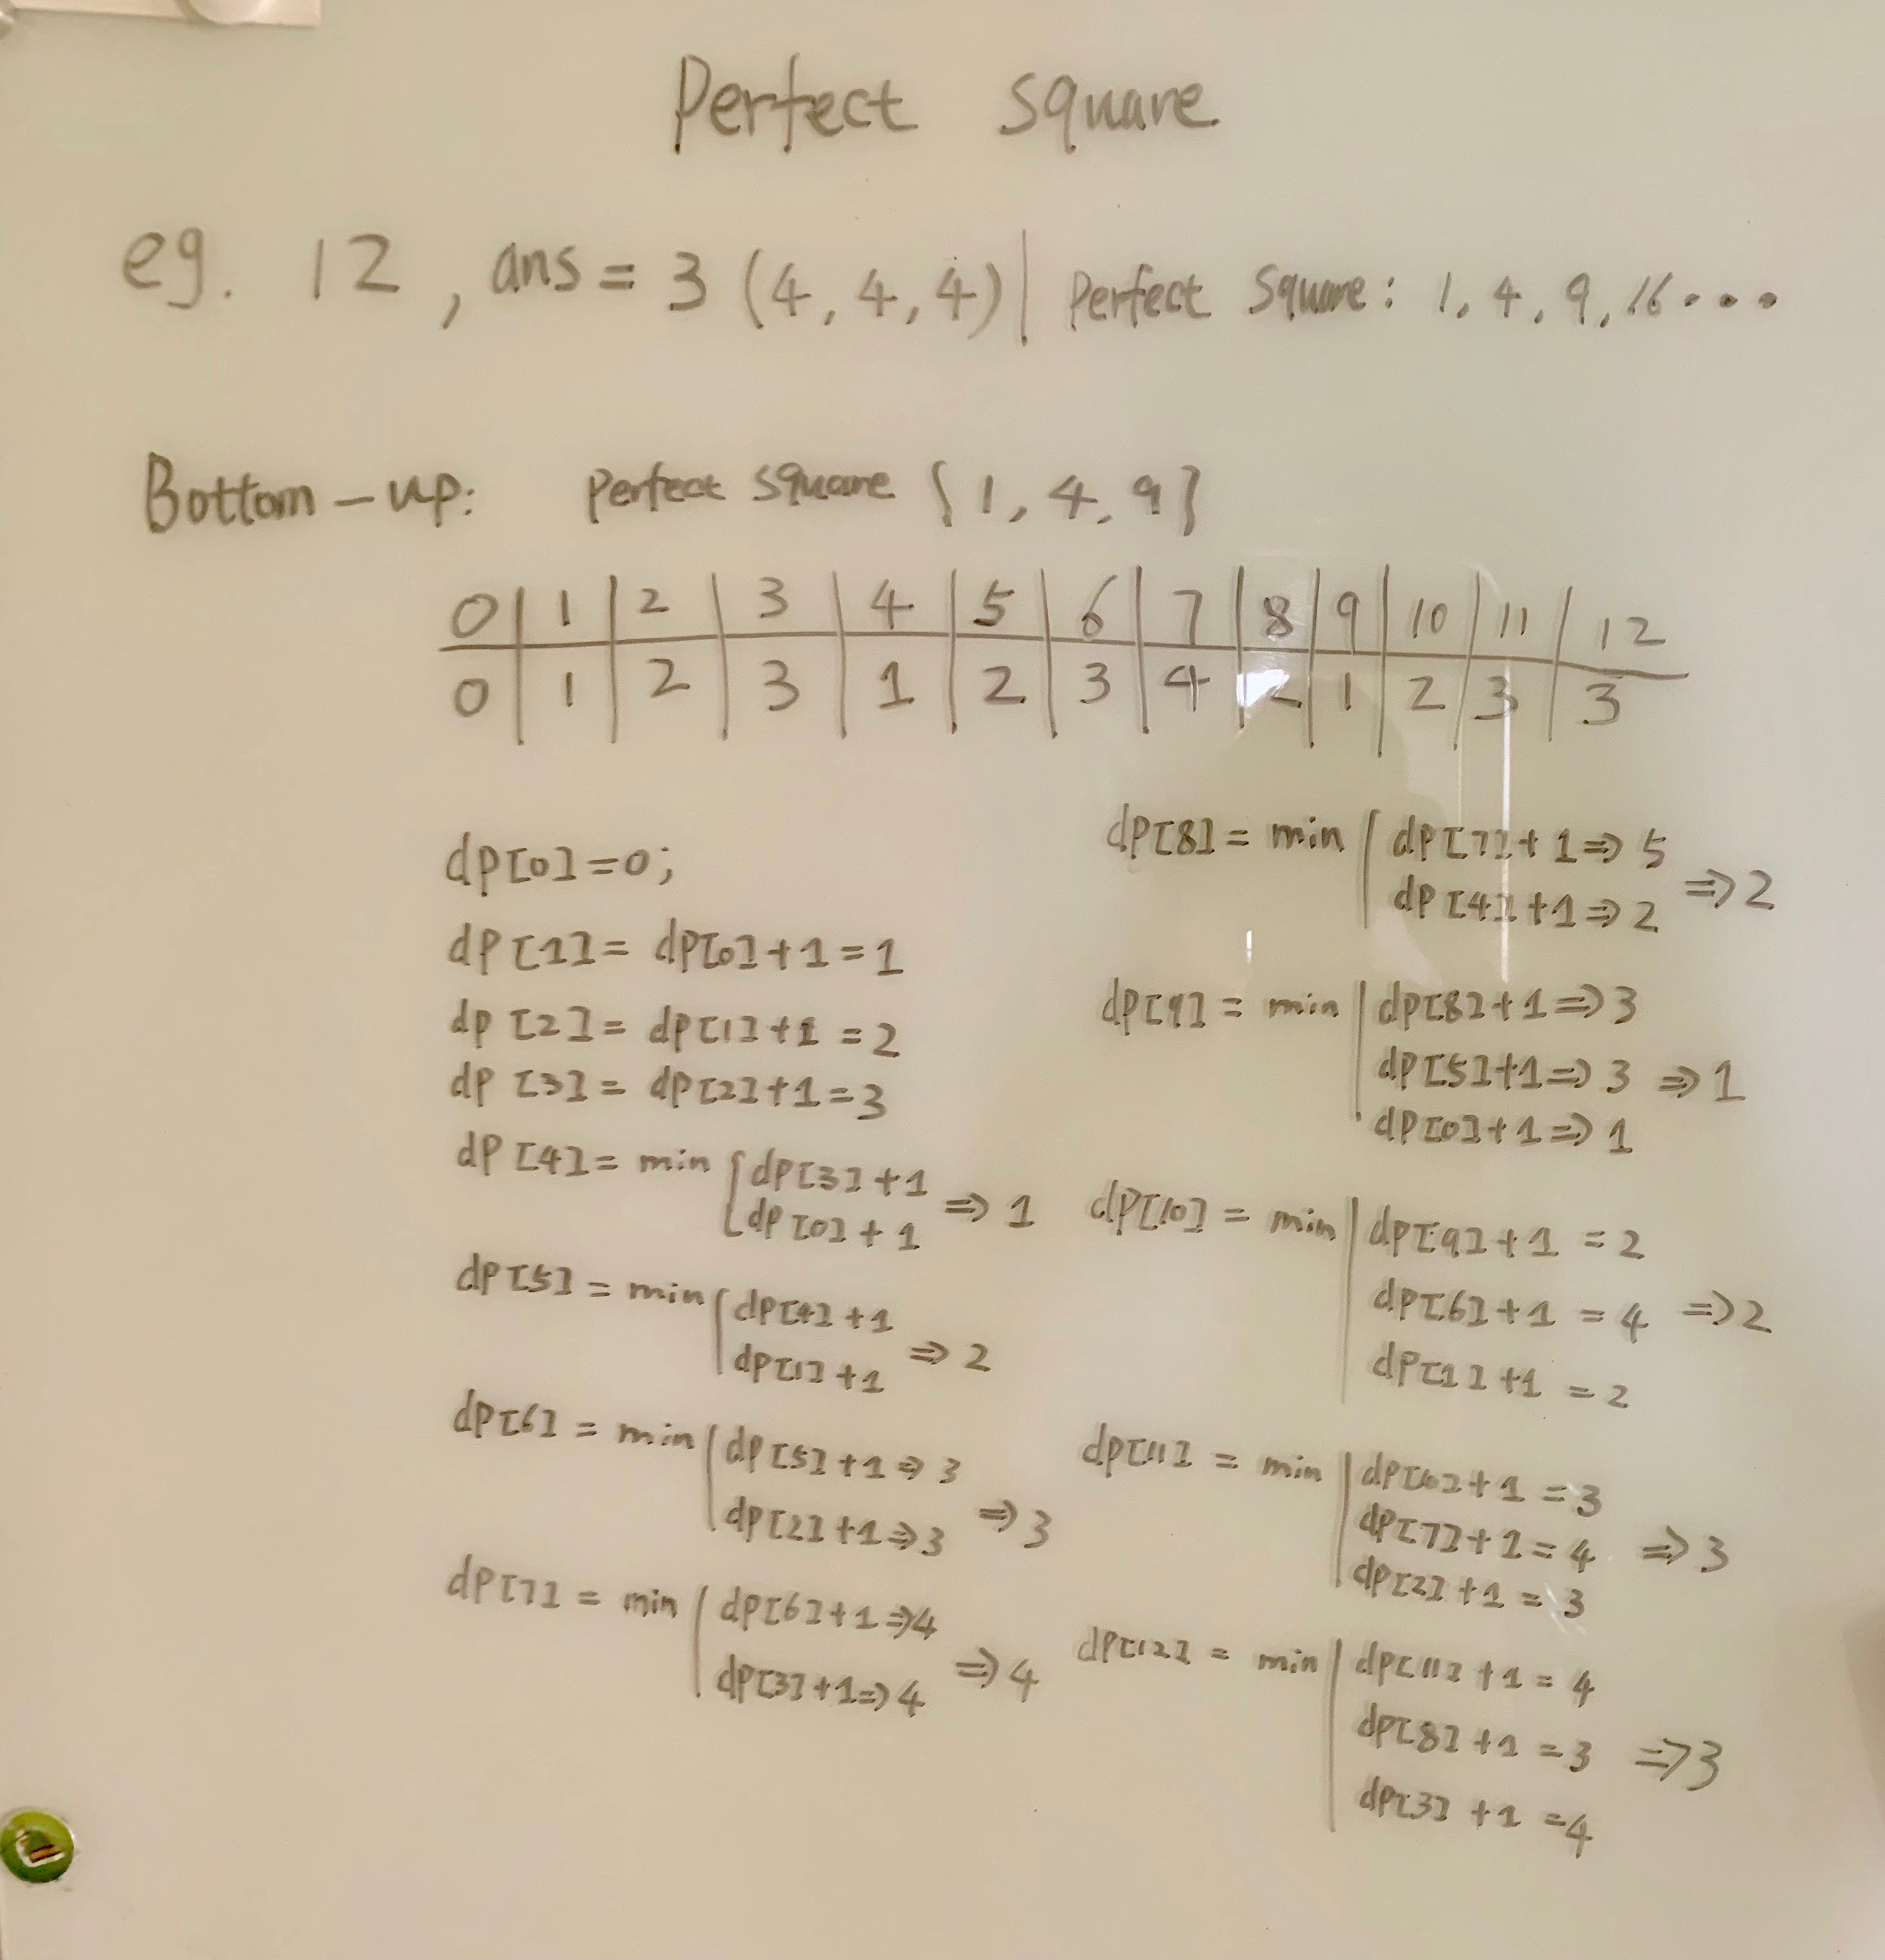 Perfect square
eg. 12, ans = 3 (4, 4, 4) | Perfect Square: 1, 4, 9, 16...
Bottom-up: Perfect square {1, 4, 9}
0 | 1 | 2 | 3 | 4 | 5 | 6 | 7 | 8 | 9 | 10 | 11 | 12
0 | 1 | 2 | 3 | 1 | 2 | 3 | 4 | 2 | 1 | 2 | 3 | 3
dp[0]=0;
dp[1]= dp[0]+1=1
dp[2]= dp[1]+1=2
dp[3]= dp[2]+1=3
dp[4]= min { dp[3]+1
dp[0]+1 => 1
dp[5] = min { dp[4]+1
dp[1]+1 => 2
dp[6] = min { dp[5]+1=>3
dp[2]+1=>3 => 3
dp[7] = min { dp[6]+1=>4
dp[3]+1=>4 => 4
dp[8] = min { dp[7]+1=>5
dp[4]+1=>2 => 2
dp[9] = min | dp[8]+1=>3
dp[5]+1=>3 => 1
dp[0]+1=>1
dp[10] = min | dp[9]+1 = 2
dp[6]+1 = 4 => 2
dp[1]+1 = 2
dp[11] = min | dp[10]+1 = 3
dp[7]+1 = 4 => 3
dp[2]+1 = 3
dp[12] = min | dp[11]+1 = 4
dp[8]+1 = 3 => 3
dp[3]+1 = 4